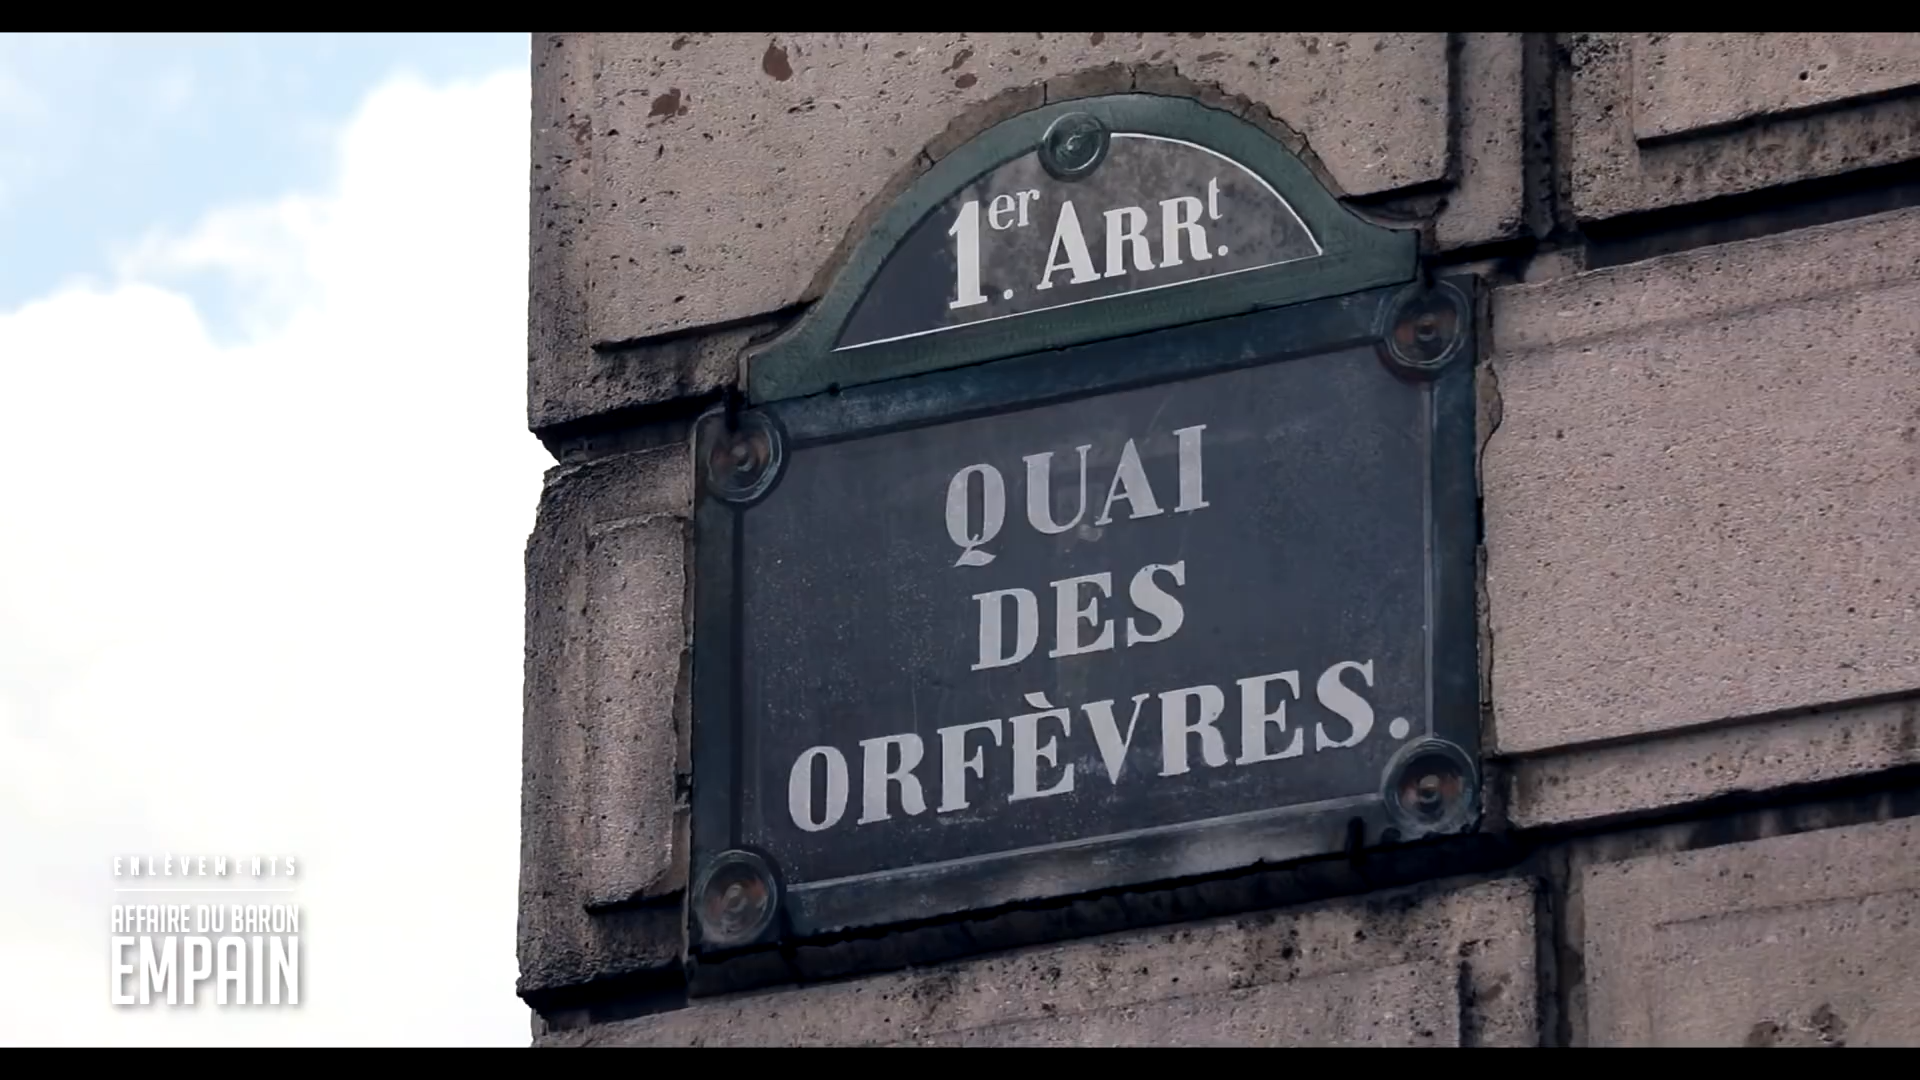 1er. ARRt.
QUAI
DES
ORFÈVRES.
ENLÈVEMENTS
AFFAIRE DU BARON
EMPAIN